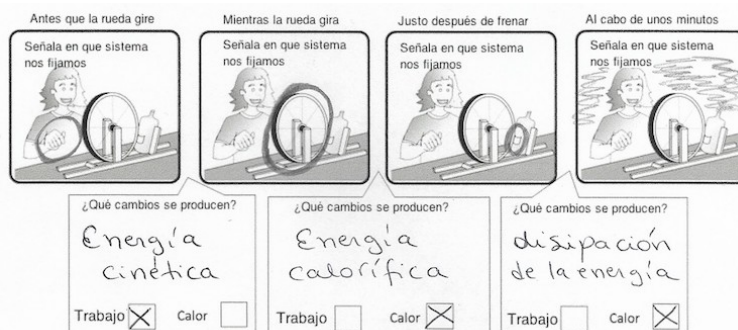 Antes que la rueda gire
Mientras la rueda gira
Justo después de frenar
Al cabo de unos minutos
Señala en que sistema
nos fijamos
Señala en que sistema
nos fijamos
Señala en que sistema
nos fijamos
Señala en que sistema
nos fijamos
¿Qué cambios se producen?
Energía
cinética
Trabajo
Calor
¿Qué cambios se producen?
Energía
calorífica
Trabajo
Calor
¿Qué cambios se producen?
disipación
de la energía
Trabajo
Calor